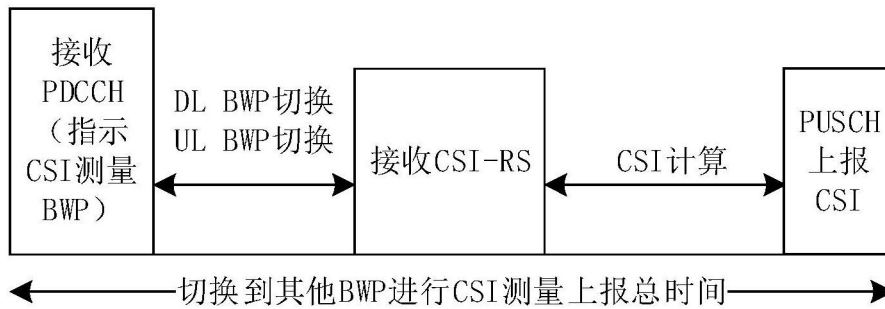 接收
PDCCH
（指示
CSI测量
BWP）
DL BWP切换
UL BWP切换
接收CSI-RS
CSI计算
PUSCH
上报
CSI
切换到其他BWP进行CSI测量上报总时间